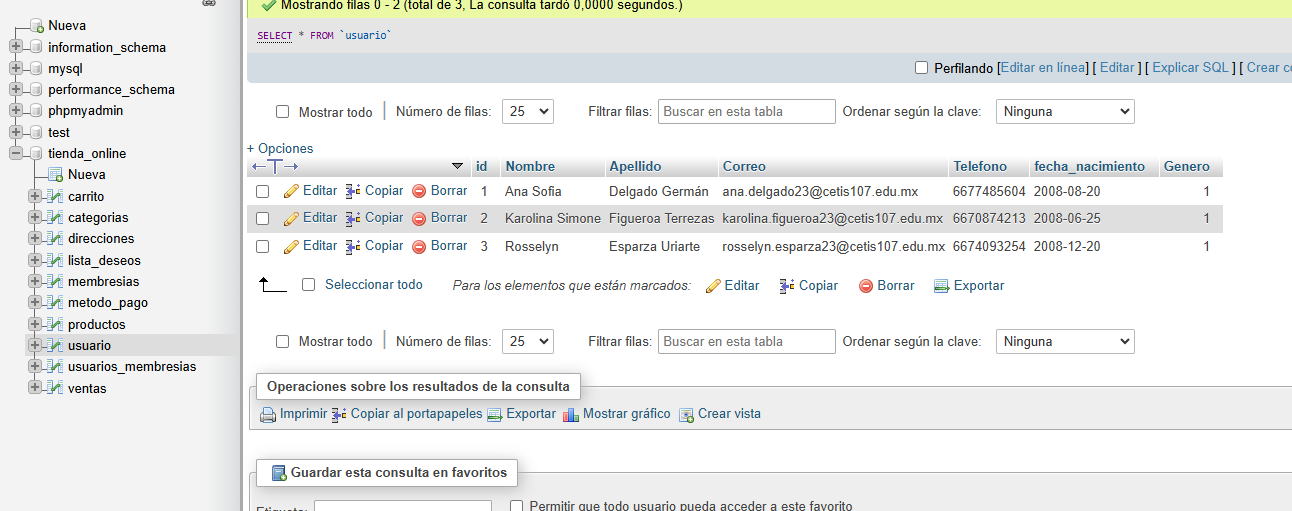 Mostrando filas 0 - 2 (total de 3, La consulta tardó 0,0000 segundos.)
SELECT * FROM `usuario`
Perfilando [Editar en línea] [ Editar ] [ Explicar SQL ] [ Crear
Nueva
information_schema
mysql
performance_schema
phpmyadmin
test
tienda_online
Nueva
carrito
categorias
direcciones
lista_deseos
membresias
metodo_pago
productos
usuario
usuarios_membresias
ventas
Mostrar todo | Número de filas: 25 Filtrar filas: Buscar en esta tabla Ordenar según la clave: Ninguna
+ Opciones
←T→ id Nombre Apellido Correo Telefono fecha_nacimiento Genero
Editar Copiar Borrar 1 Ana Sofia Delgado Germán ana.delgado23@cetis107.edu.mx 6677485604 2008-08-20 1
Editar Copiar Borrar 2 Karolina Simone Figueroa Terrezas karolina.figueroa23@cetis107.edu.mx 6670874213 2008-06-25 1
Editar Copiar Borrar 3 Rosselyn Esparza Uriarte rosselyn.esparza23@cetis107.edu.mx 6674093254 2008-12-20 1
Seleccionar todo Para los elementos que están marcados: Editar Copiar Borrar Exportar
Mostrar todo | Número de filas: 25 Filtrar filas: Buscar en esta tabla Ordenar según la clave: Ninguna
Operaciones sobre los resultados de la consulta
Imprimir Copiar al portapapeles Exportar Mostrar gráfico Crear vista
Guardar esta consulta en favoritos
Etiqueta: Permitir que todo usuario pueda acceder a este favorito